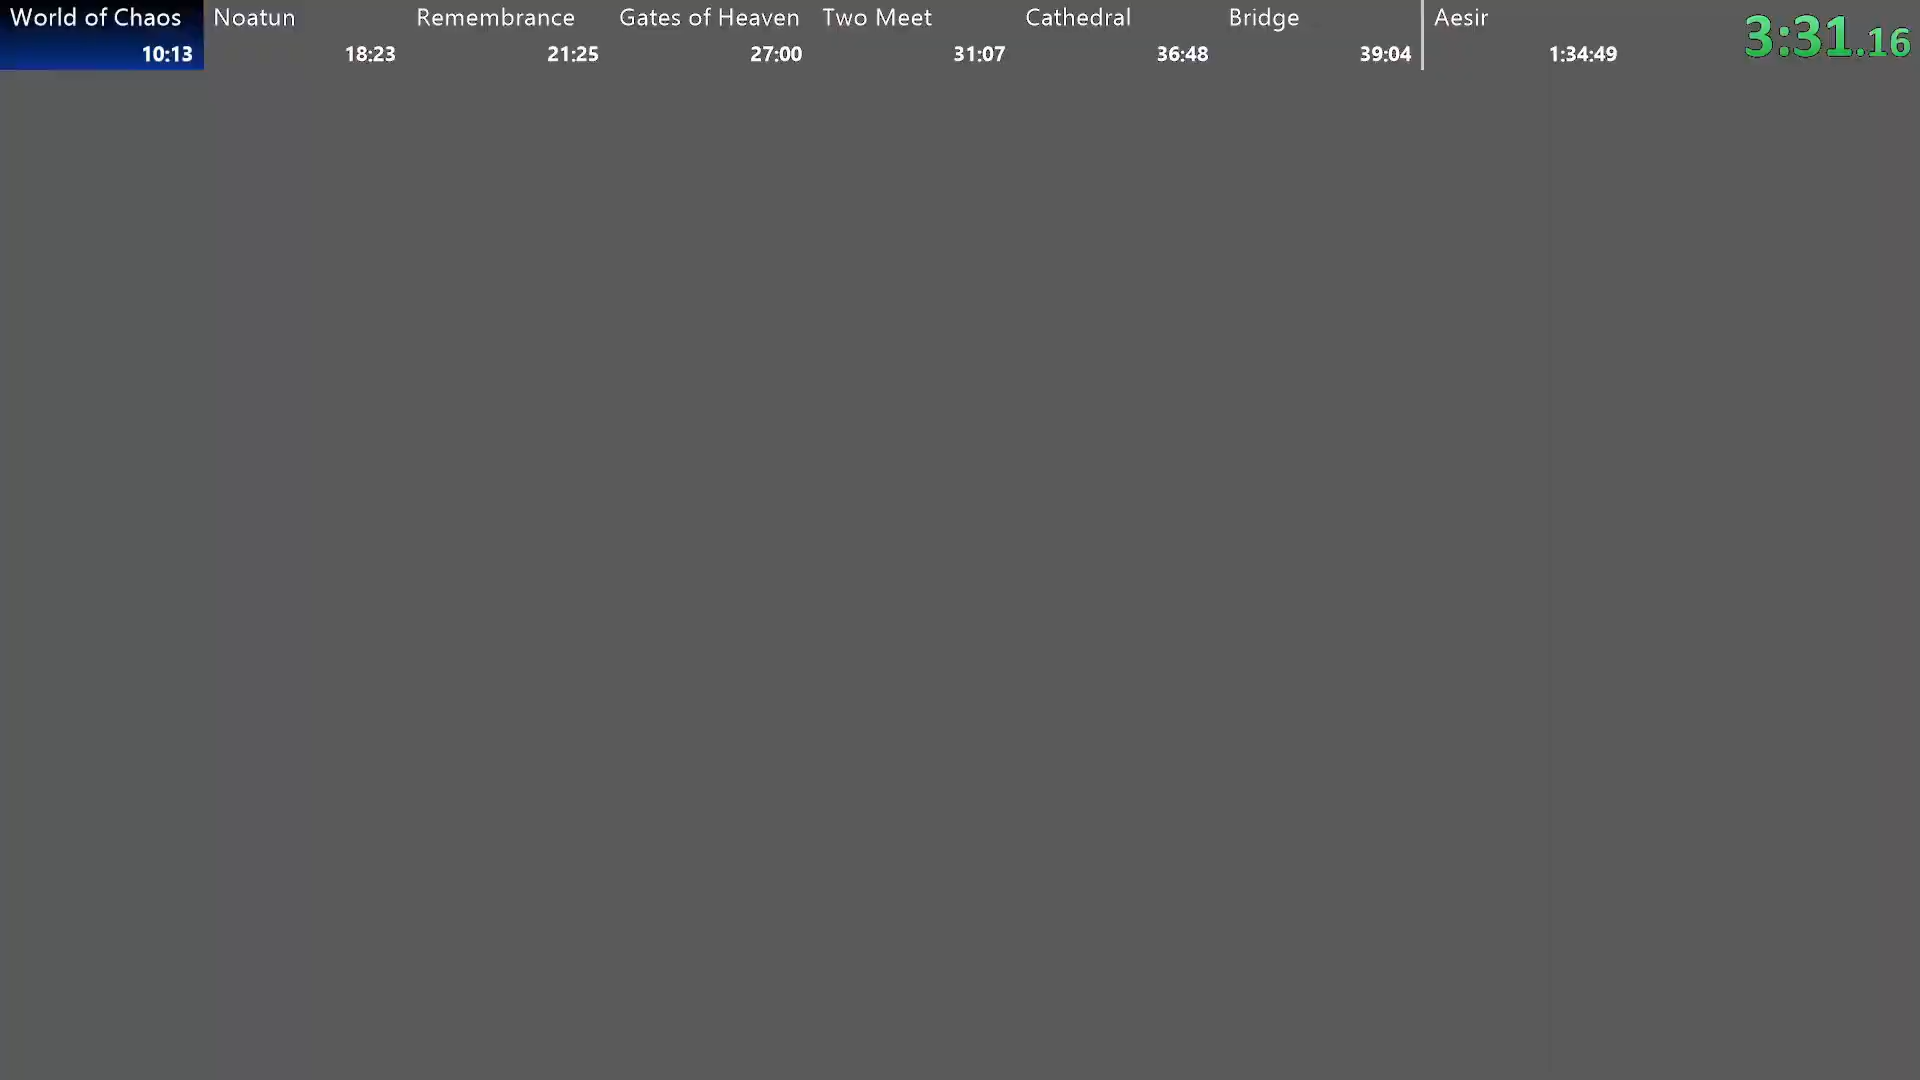 World of Chaos Noatun Remembrance Gates of Heaven Two Meet Cathedral Bridge Aesir
10:13 18:23 21:25 27:00 31:07 36:48 39:04 1:34:49
3:31.16